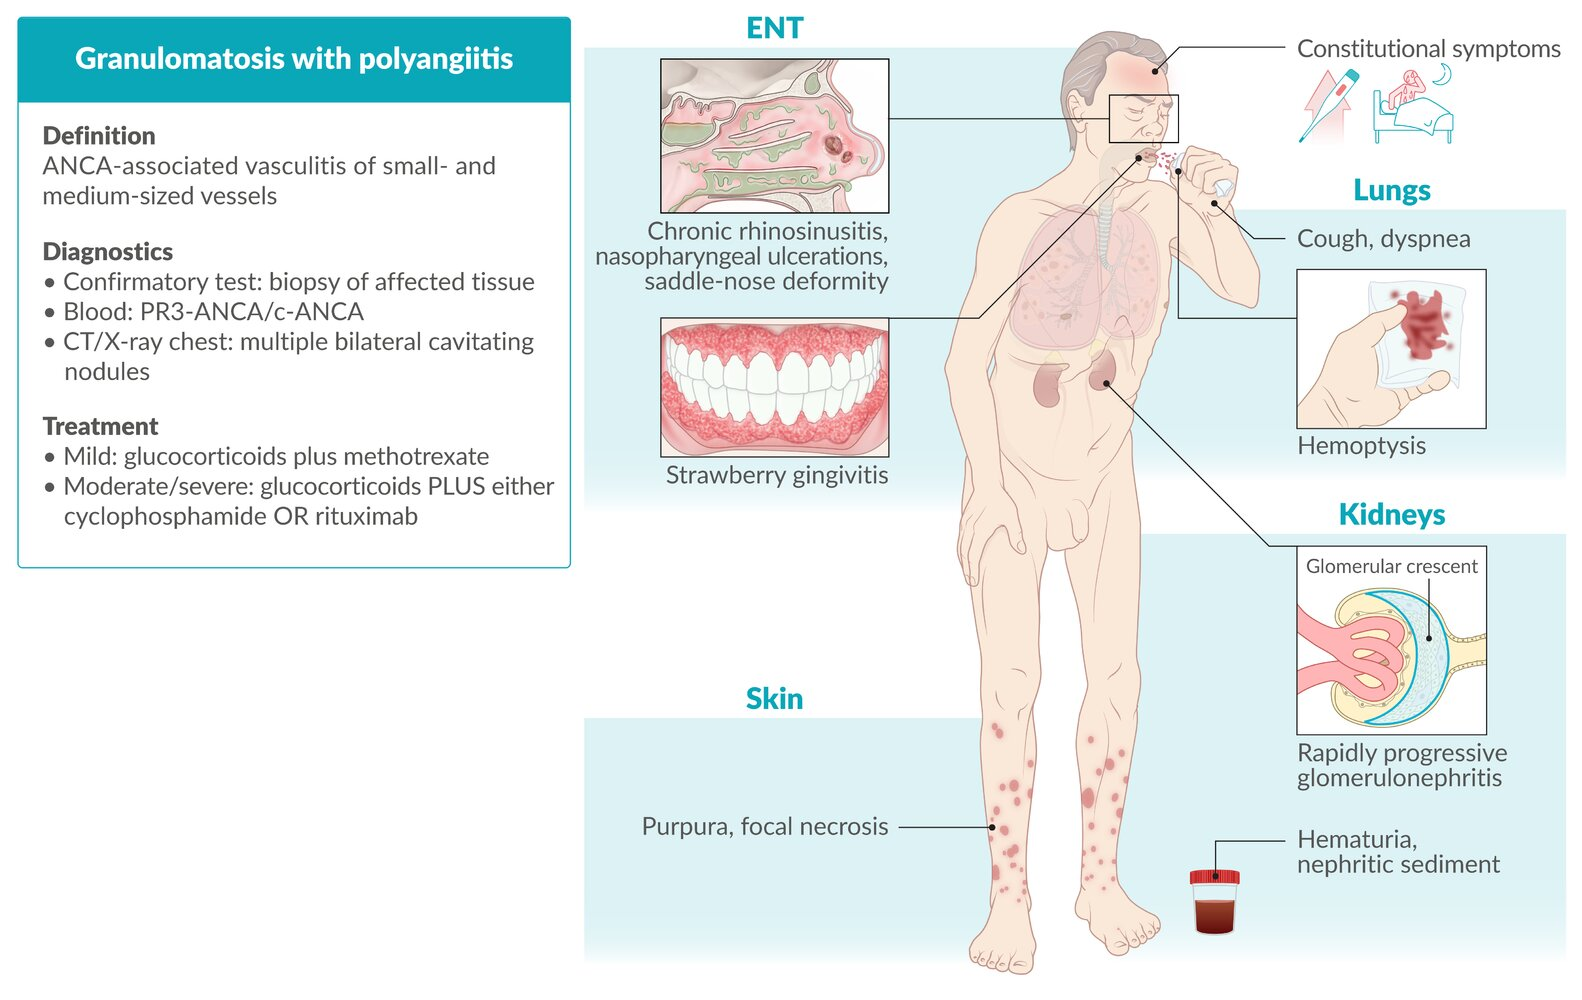 Granulomatosis with polyangiitis
Definition
ANCA-associated vasculitis of small- and
medium-sized vessels
Diagnostics
• Confirmatory test: biopsy of affected tissue
• Blood: PR3-ANCA/c-ANCA
• CT/X-ray chest: multiple bilateral cavitating
nodules
Treatment
• Mild: glucocorticoids plus methotrexate
• Moderate/severe: glucocorticoids PLUS either
cyclophosphamide OR rituximab
ENT
Chronic rhinosinusitis,
nasopharyngeal ulcerations,
saddle-nose deformity
Strawberry gingivitis
Skin
Purpura, focal necrosis
Constitutional symptoms
Lungs
Cough, dyspnea
Hemoptysis
Kidneys
Glomerular crescent
Rapidly progressive
glomerulonephritis
Hematuria,
nephritic sediment